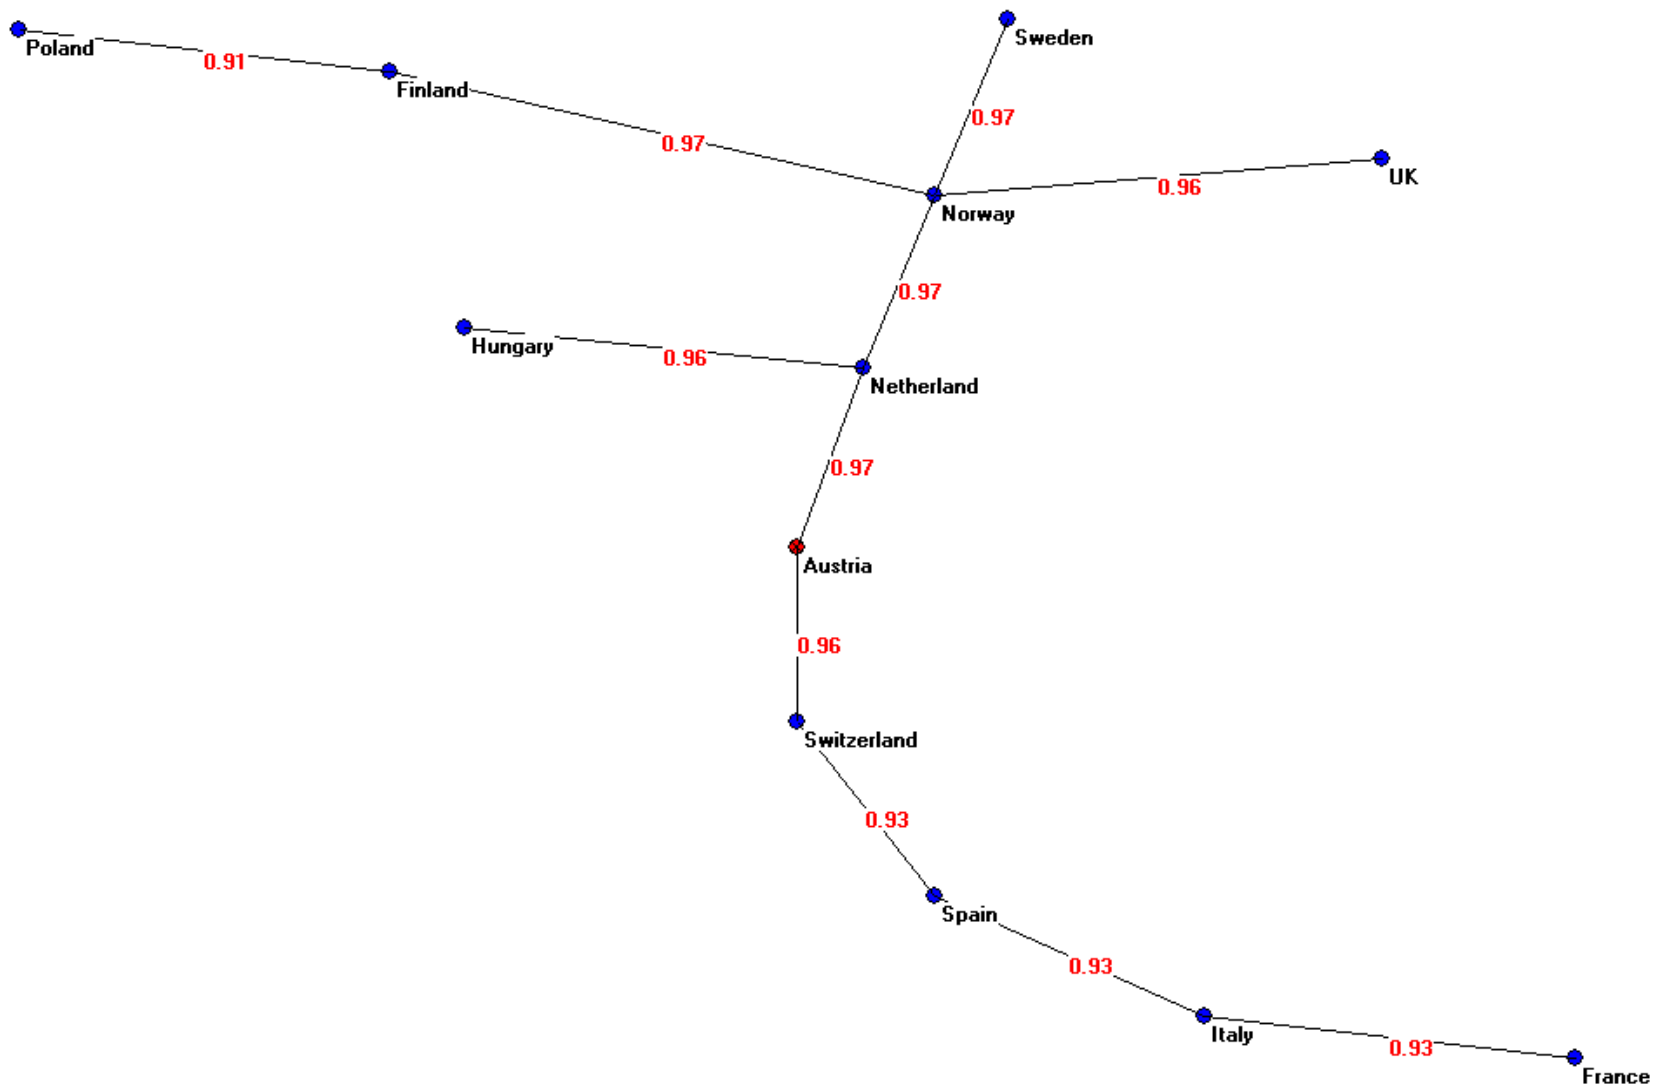 Sweden
Poland
0.91
Finland
0.97
0.97
UK
0.96
Norway
0.97
Hungary
0.96
Netherland
0.97
Austria
0.96
Switzerland
0.93
Spain
0.93
Italy
0.93
France